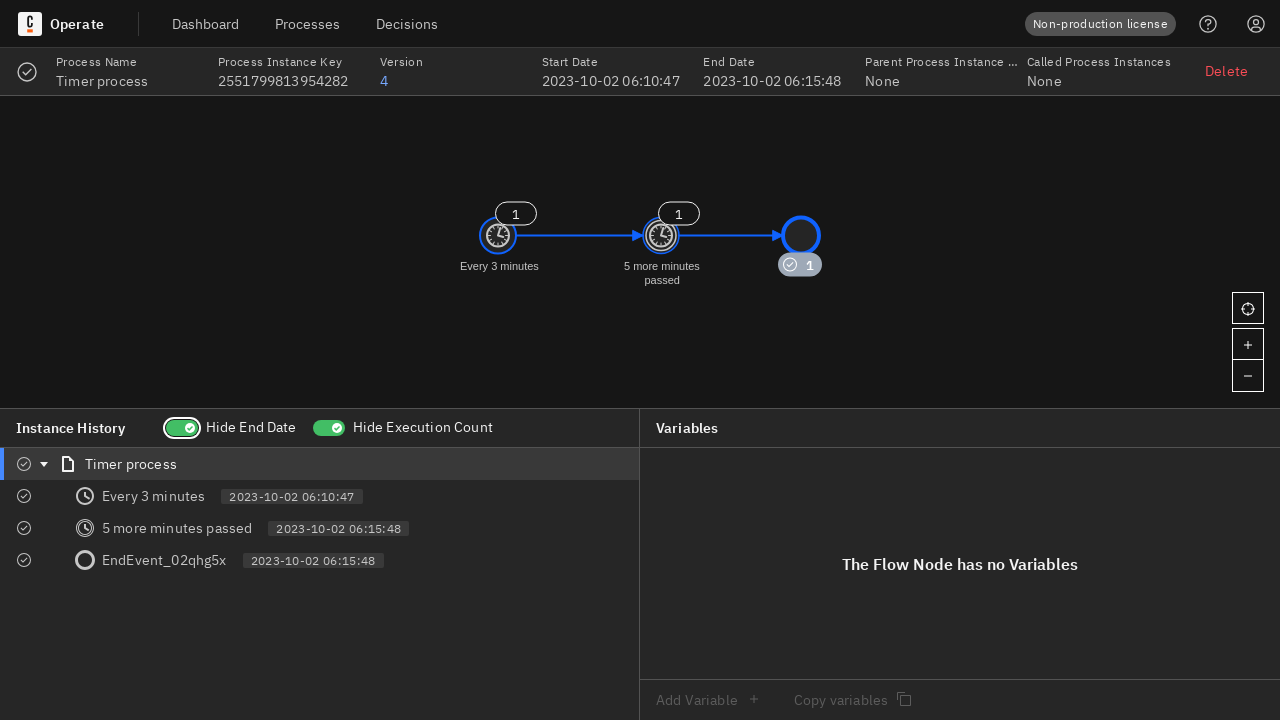 Operate
Dashboard
Processes
Decisions
Non-production license
Process Name
Timer process
Process Instance Key
2551799813954282
Version
4
Start Date
2023-10-02 06:10:47
End Date
2023-10-02 06:15:48
Parent Process Instance ...
None
Called Process Instances
None
Delete
1
1
Every 3 minutes
5 more minutes
passed
1
Instance History
Hide End Date
Hide Execution Count
Variables
Timer process
Every 3 minutes 2023-10-02 06:10:47
5 more minutes passed 2023-10-02 06:15:48
EndEvent_02qhg5x 2023-10-02 06:15:48
The Flow Node has no Variables
Add Variable
Copy variables